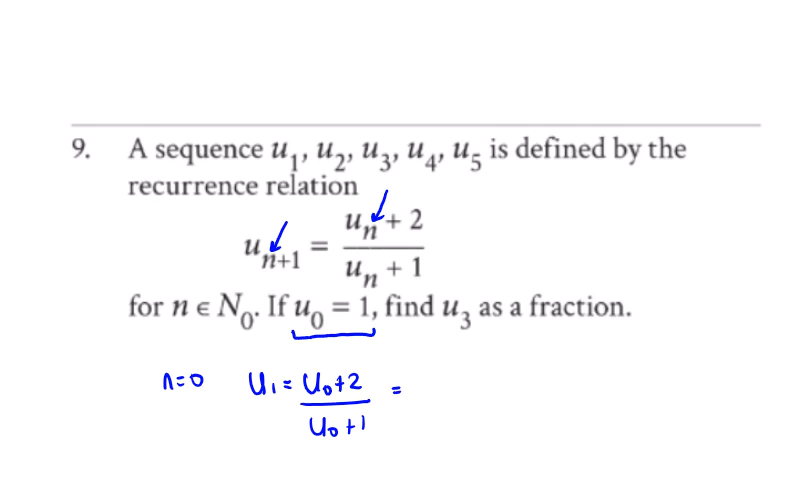 9. A sequence u₁, u₂, u₃, u₄, u₅ is defined by the
recurrence relation
uₙ₊₁ = (uₙ + 2)/(uₙ + 1)
for n ∈ N₀. If u₀ = 1, find u₃ as a fraction.
n=0 U₁ = (U₀+2)/(U₀+1) =